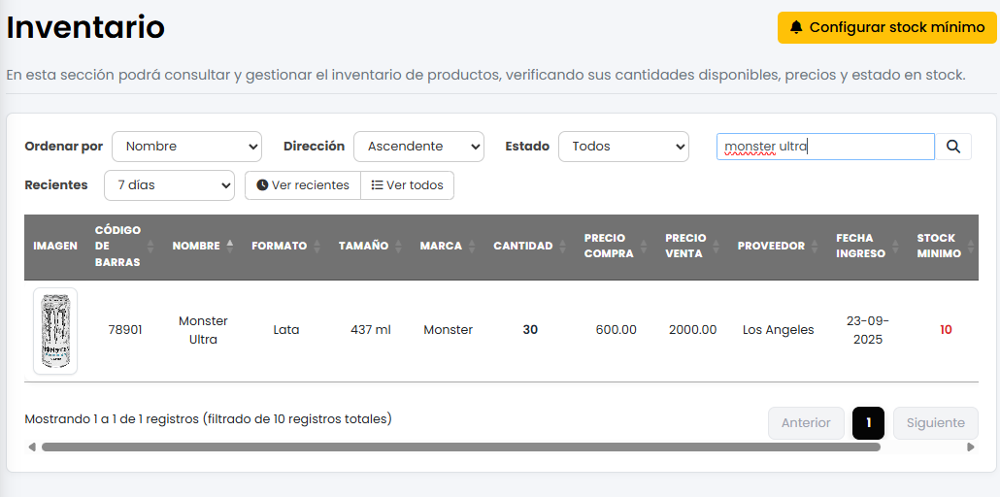 Inventario
Configurar stock mínimo
En esta sección podrá consultar y gestionar el inventario de productos, verificando sus cantidades disponibles, precios y estado en stock.
Ordenar por Nombre Dirección Ascendente Estado Todos monster ultra
Recientes 7 días Ver recientes Ver todos
IMAGEN CÓDIGO DE BARRAS NOMBRE FORMATO TAMAÑO MARCA CANTIDAD PRECIO COMPRA PRECIO VENTA PROVEEDOR FECHA INGRESO STOCK MINIMO
78901 Monster Ultra Lata 437 ml Monster 30 600.00 2000.00 Los Angeles 23-09-2025 10
Mostrando 1 a 1 de 1 registros (filtrado de 10 registros totales)
Anterior 1 Siguiente